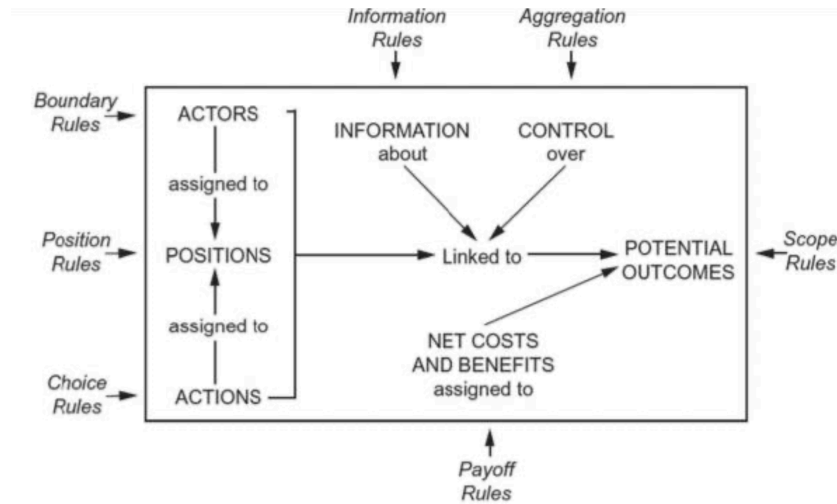 Information
Rules
Aggregation
Rules
Boundary
Rules
ACTORS
INFORMATION
about
CONTROL
over
assigned to
Position
Rules
POSITIONS
Linked to
POTENTIAL
OUTCOMES
Scope
Rules
assigned to
NET COSTS
AND BENEFITS
assigned to
Choice
Rules
ACTIONS
Payoff
Rules